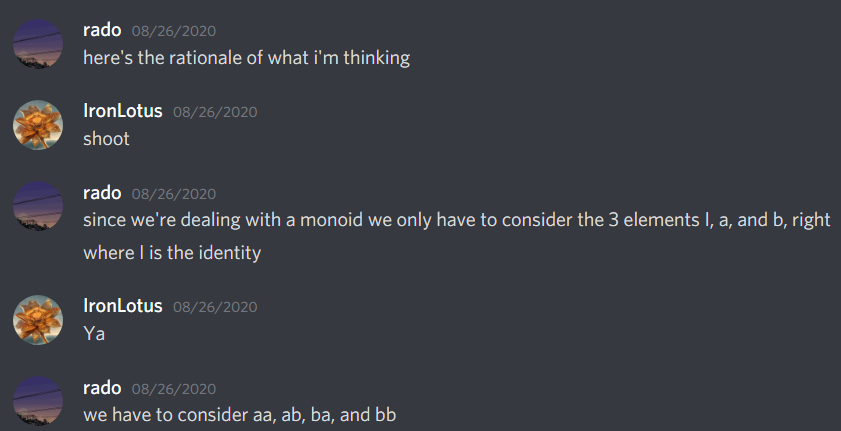 rado 08/26/2020
here's the rationale of what i'm thinking
IronLotus 08/26/2020
shoot
rado 08/26/2020
since we're dealing with a monoid we only have to consider the 3 elements I, a, and b, right
where I is the identity
IronLotus 08/26/2020
Ya
rado 08/26/2020
we have to consider aa, ab, ba, and bb